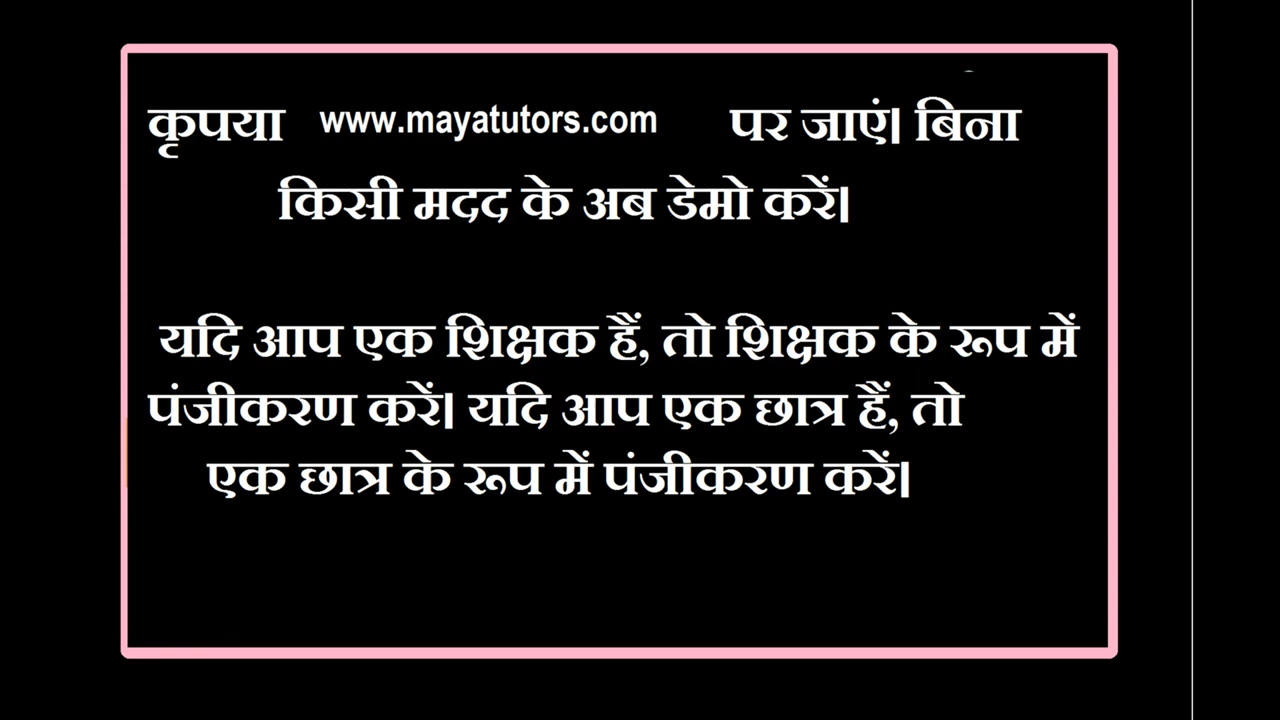 कृपया www.mayatutors.com पर जाएं। बिना
किसी मदद के अब डेमो करें।
यदि आप एक शिक्षक हैं, तो शिक्षक के रूप में
पंजीकरण करें। यदि आप एक छात्र हैं, तो
एक छात्र के रूप में पंजीकरण करें।